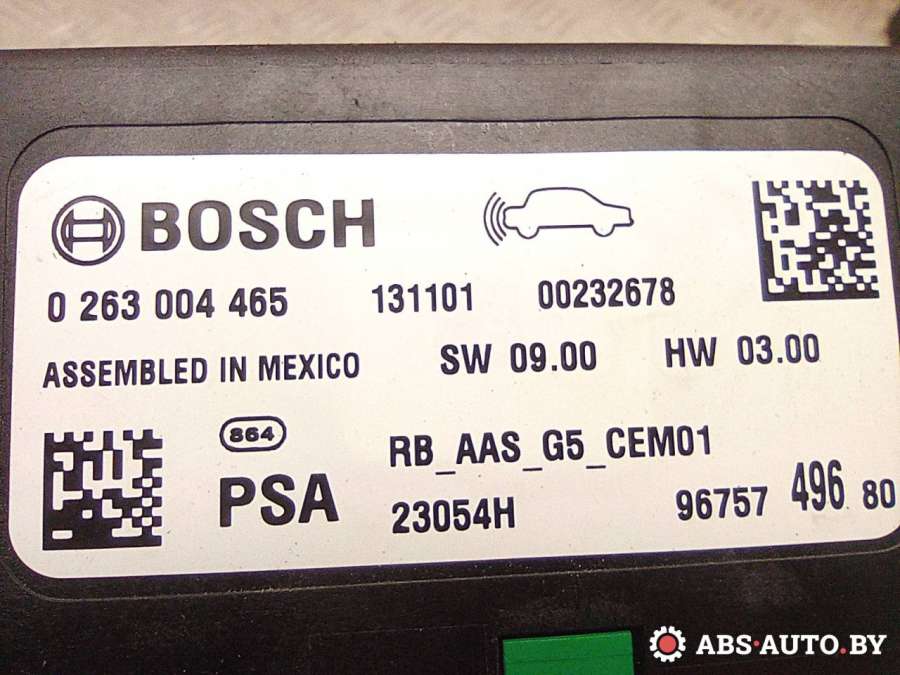 BOSCH
0 263 004 465 131101 00232678
ASSEMBLED IN MEXICO SW 09.00 HW 03.00
864 RB_AAS_G5_CEM01
PSA 23054H 96757 496 80
ABS-AUTO.BY